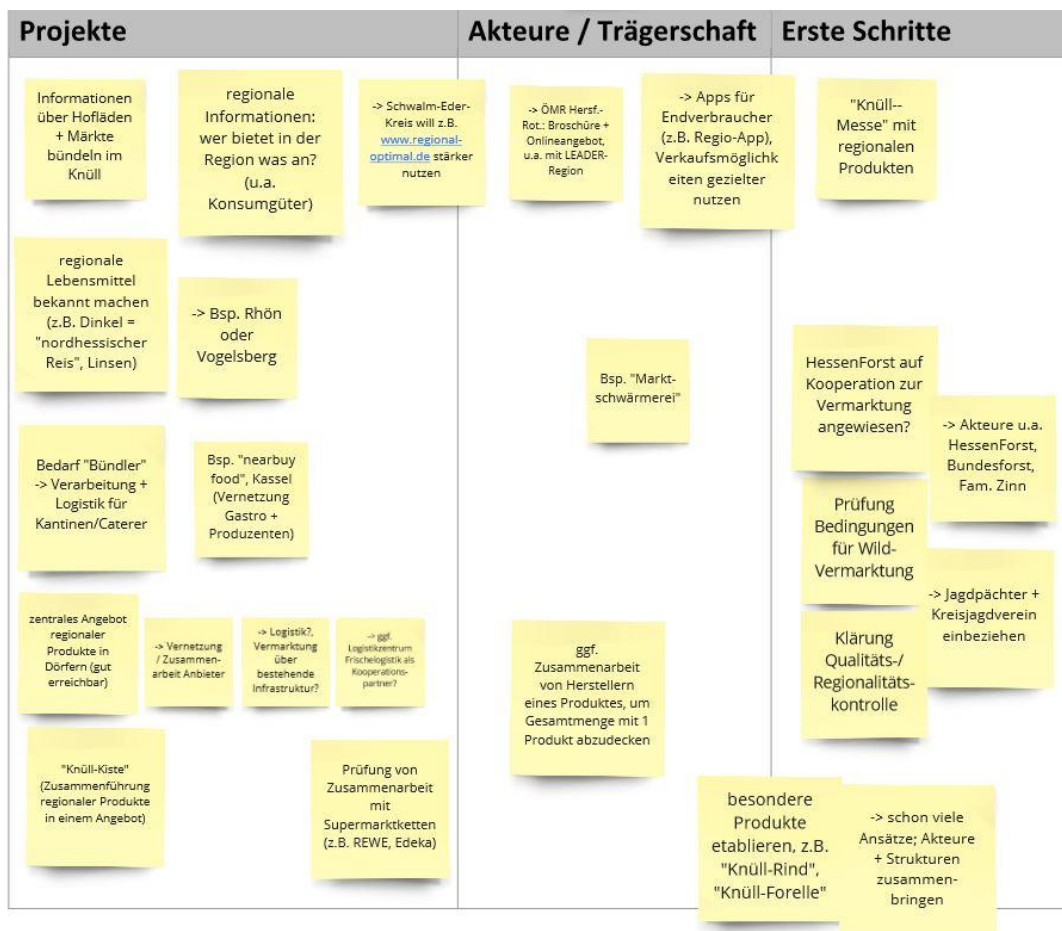 Projekte
Akteure / Trägerschaft
Erste Schritte
Informationen
über Hofläden
+ Märkte
bündeln im
Knüll
regionale
Informationen:
wer bietet in der
Region was an?
(u.a.
Konsumgüter)
-> Schwalm-Eder-
Kreis will z.B.
www.regional-
optimal.de stärker
nutzen
-> ÖMR Hersf.-
Rot.: Broschüre +
Onlineangebot,
u.a. mit LEADER-
Region
-> Apps für
Endverbraucher
(z.B. Regio-App),
Verkaufsmöglichk
eiten gezielter
nutzen
"Knüll--
Messe" mit
regionalen
Produkten
regionale
Lebensmittel
bekannt machen
(z.B. Dinkel =
"nordhessischer
Reis", Linsen)
-> Bsp. Rhön
oder
Vogelsberg
Bsp. "Markt-
schwärmerei"
HessenForst auf
Kooperation zur
Vermarktung
angewiesen?
-> Akteure u.a.
HessenForst,
Bundesforst,
Fam. Zinn
Bedarf "Bündler"
-> Verarbeitung +
Logistik für
Kantinen/Caterer
Bsp. "nearbuy
food", Kassel
(Vernetzung
Gastro +
Produzenten)
Prüfung
Bedingungen
für Wild-
Vermarktung
-> Jagdpächter +
Kreisjagdverein
einbeziehen
zentrales Angebot
regionaler
Produkte in
Dörfern (gut
erreichbar)
-> Vernetzung
/ Zusammen-
arbeit Anbieter
-> Logistik?,
Vermarktung
über
bestehende
Infrastruktur?
-> ggf.
Logistikzentrum
Frischelogistik als
Kooperations-
partner?
ggf.
Zusammenarbeit
von Herstellern
eines Produktes, um
Gesamtmenge mit 1
Produkt abzudecken
Klärung
Qualitäts-/
Regionalitäts-
kontrolle
"Knüll-Kiste"
(Zusammenführung
regionaler Produkte
in einem Angebot)
Prüfung von
Zusammenarbeit
mit
Supermarktketten
(z.B. REWE, Edeka)
besondere
Produkte
etablieren, z.B.
"Knüll-Rind",
"Knüll-Forelle"
-> schon viele
Ansätze; Akteure
+ Strukturen
zusammen-
bringen